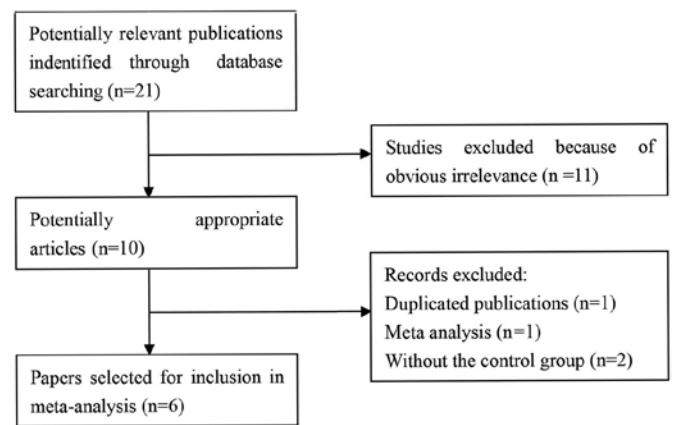 Potentially relevant publications
indentified through database
searching (n=21)
Studies excluded because of
obvious irrelevance (n =11)
Potentially appropriate
articles (n=10)
Records excluded:
Duplicated publications (n=1)
Meta analysis (n=1)
Without the control group (n=2)
Papers selected for inclusion in
meta-analysis (n=6)